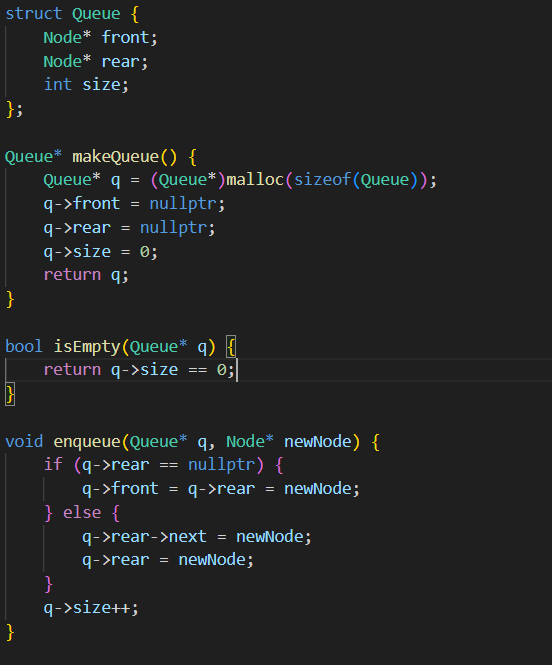 struct Queue {
    Node* front;
    Node* rear;
    int size;
};

Queue* makeQueue() {
    Queue* q = (Queue*)malloc(sizeof(Queue));
    q->front = nullptr;
    q->rear = nullptr;
    q->size = 0;
    return q;
}

bool isEmpty(Queue* q) {
    return q->size == 0;
}

void enqueue(Queue* q, Node* newNode) {
    if (q->rear == nullptr) {
        q->front = q->rear = newNode;
    } else {
        q->rear->next = newNode;
        q->rear = newNode;
    }
    q->size++;
}